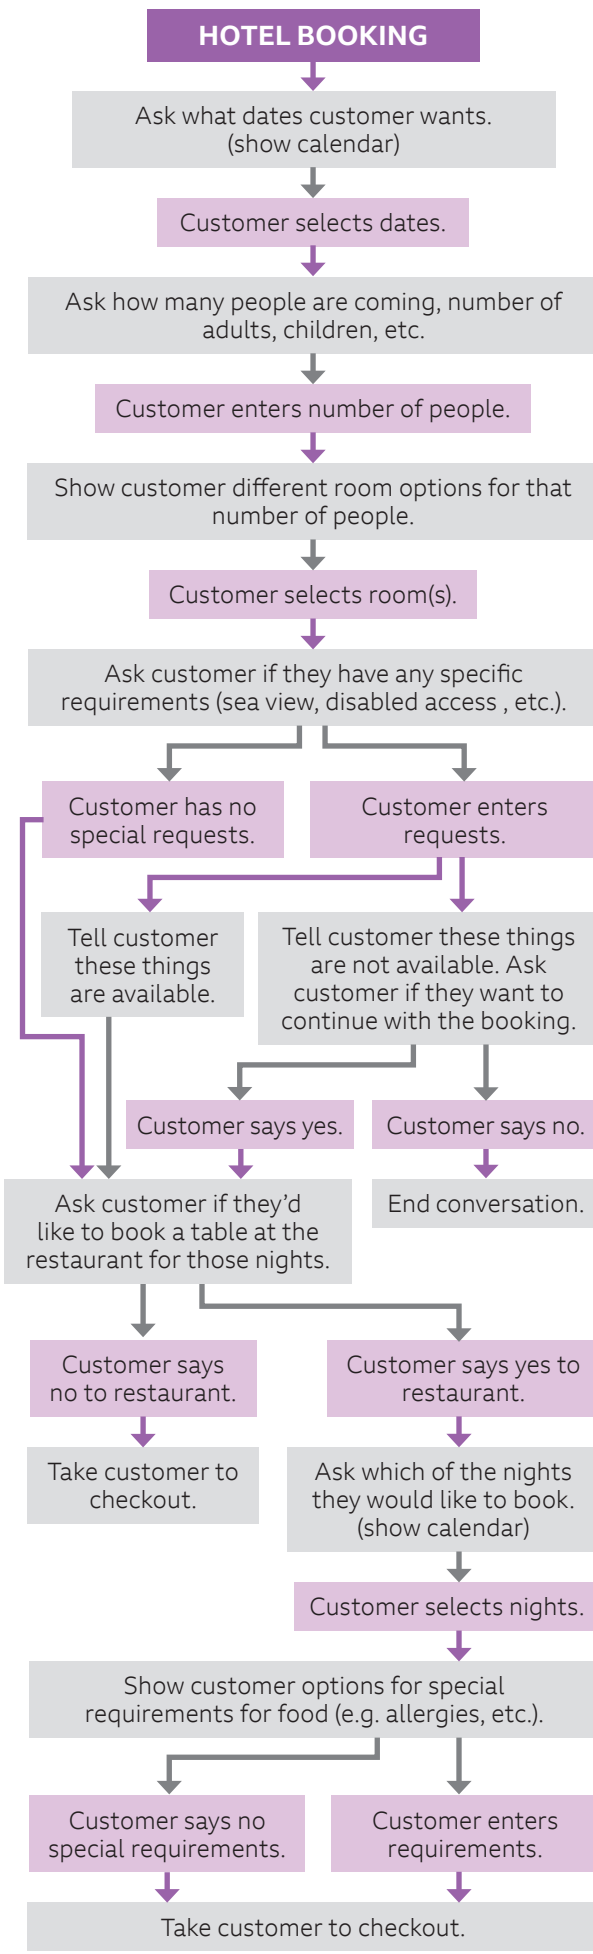 HOTEL BOOKING
Ask what dates customer wants.
(show calendar)
Customer selects dates.
Ask how many people are coming, number of
adults, children, etc.
Customer enters number of people.
Show customer different room options for that
number of people.
Customer selects room(s).
Ask customer if they have any specific
requirements (sea view, disabled access , etc.).
Customer has no
special requests.
Customer enters
requests.
Tell customer
these things
are available.
Tell customer these things
are not available. Ask
customer if they want to
continue with the booking.
Customer says yes.
Customer says no.
Ask customer if they’d
like to book a table at the
restaurant for those nights.
End conversation.
Customer says
no to restaurant.
Customer says yes to
restaurant.
Take customer to
checkout.
Ask which of the nights
they would like to book.
(show calendar)
Customer selects nights.
Show customer options for special
requirements for food (e.g. allergies, etc.).
Customer says no
special requirements.
Customer enters
requirements.
Take customer to checkout.